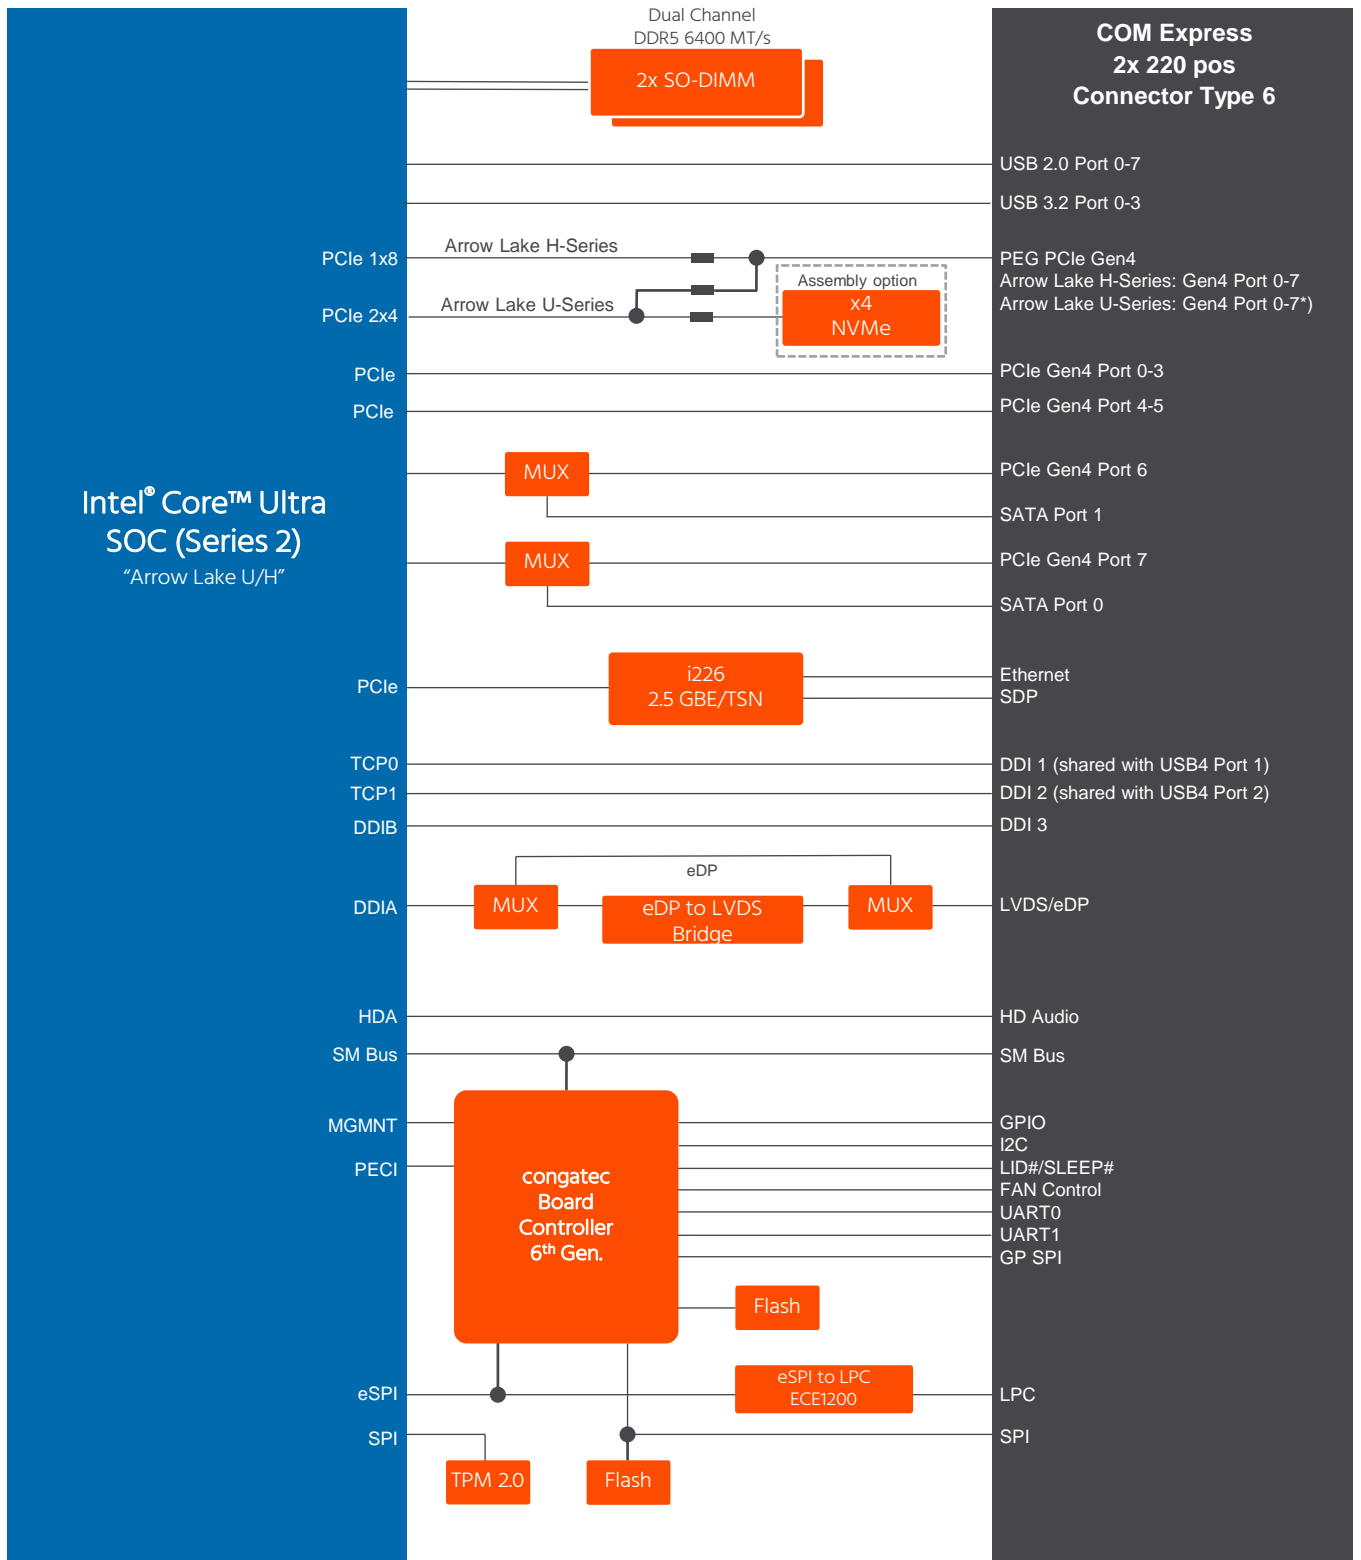 Dual Channel
DDR5 6400 MT/s
2x SO-DIMM
COM Express
2x 220 pos
Connector Type 6
USB 2.0 Port 0-7
USB 3.2 Port 0-3
PCIe 1x8
Arrow Lake H-Series
PEG PCIe Gen4
Arrow Lake H-Series: Gen4 Port 0-7
Arrow Lake U-Series: Gen4 Port 0-7*)
Assembly option
x4
NVMe
PCIe 2x4
Arrow Lake U-Series
PCIe
PCIe Gen4 Port 0-3
PCIe
PCIe Gen4 Port 4-5
MUX
PCIe Gen4 Port 6
SATA Port 1
Intel® Core™ Ultra
SOC (Series 2)
“Arrow Lake U/H”
MUX
PCIe Gen4 Port 7
SATA Port 0
PCIe
i226
2.5 GBE/TSN
Ethernet
SDP
TCP0
DDI 1 (shared with USB4 Port 1)
TCP1
DDI 2 (shared with USB4 Port 2)
DDIB
DDI 3
eDP
DDIA
MUX
eDP to LVDS
Bridge
MUX
LVDS/eDP
HDA
HD Audio
SM Bus
SM Bus
MGMNT
PECI
congatec
Board
Controller
6th Gen.
GPIO
I2C
LID#/SLEEP#
FAN Control
UART0
UART1
GP SPI
Flash
eSPI
eSPI to LPC
ECE1200
LPC
SPI
SPI
TPM 2.0
Flash